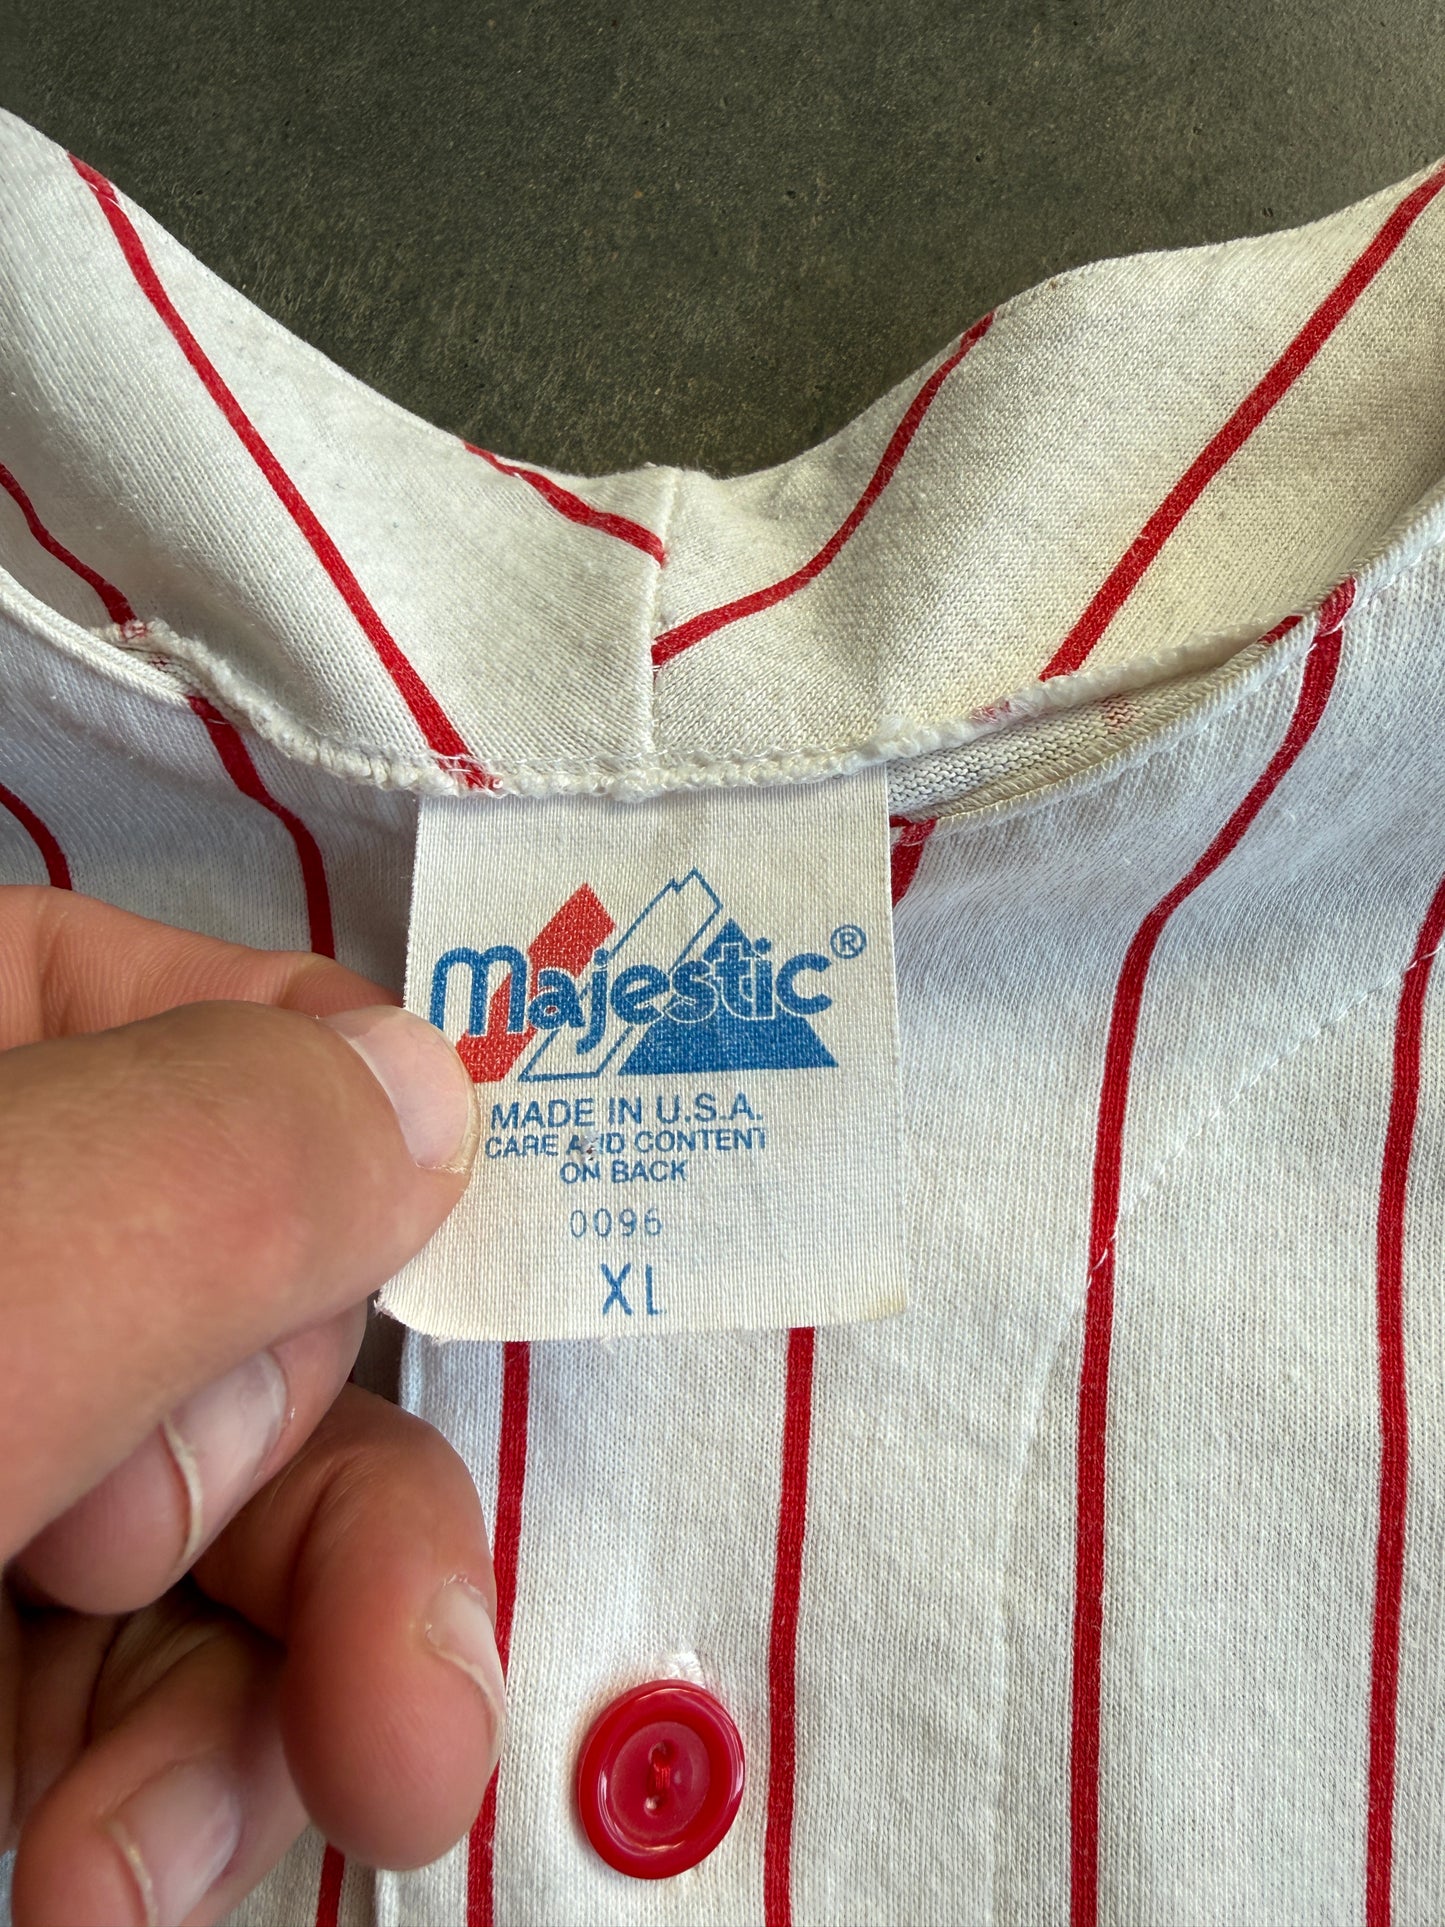 Majestic®
MADE IN U.S.A.
CARE AND CONTENT
ON BACK
0096
XL